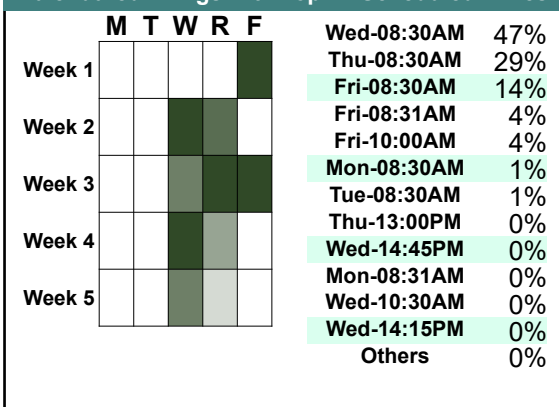 M T W R F
Week 1
Week 2
Week 3
Week 4
Week 5
Wed-08:30AM 47%
Thu-08:30AM 29%
Fri-08:30AM 14%
Fri-08:31AM 4%
Fri-10:00AM 4%
Mon-08:30AM 1%
Tue-08:30AM 1%
Thu-13:00PM 0%
Wed-14:45PM 0%
Mon-08:31AM 0%
Wed-10:30AM 0%
Wed-14:15PM 0%
Others 0%